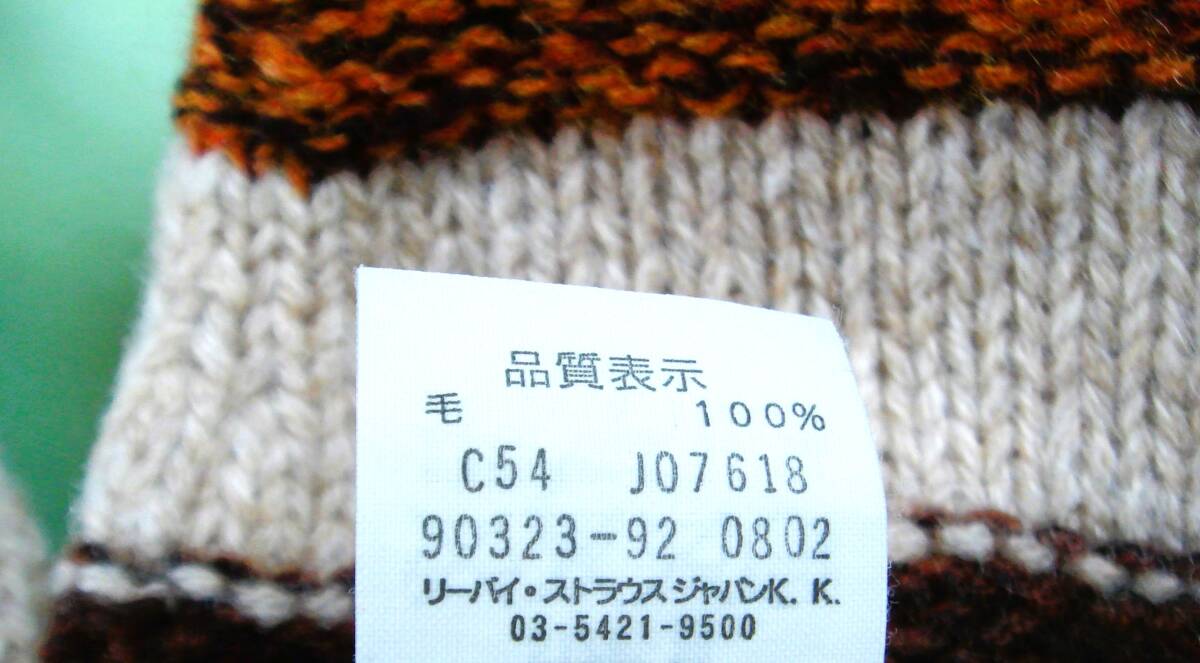 品質表示
毛 100%
C54 J07618
90323-92 0802
リーバイ・ストラウスジャパンK. K.
03-5421-9500